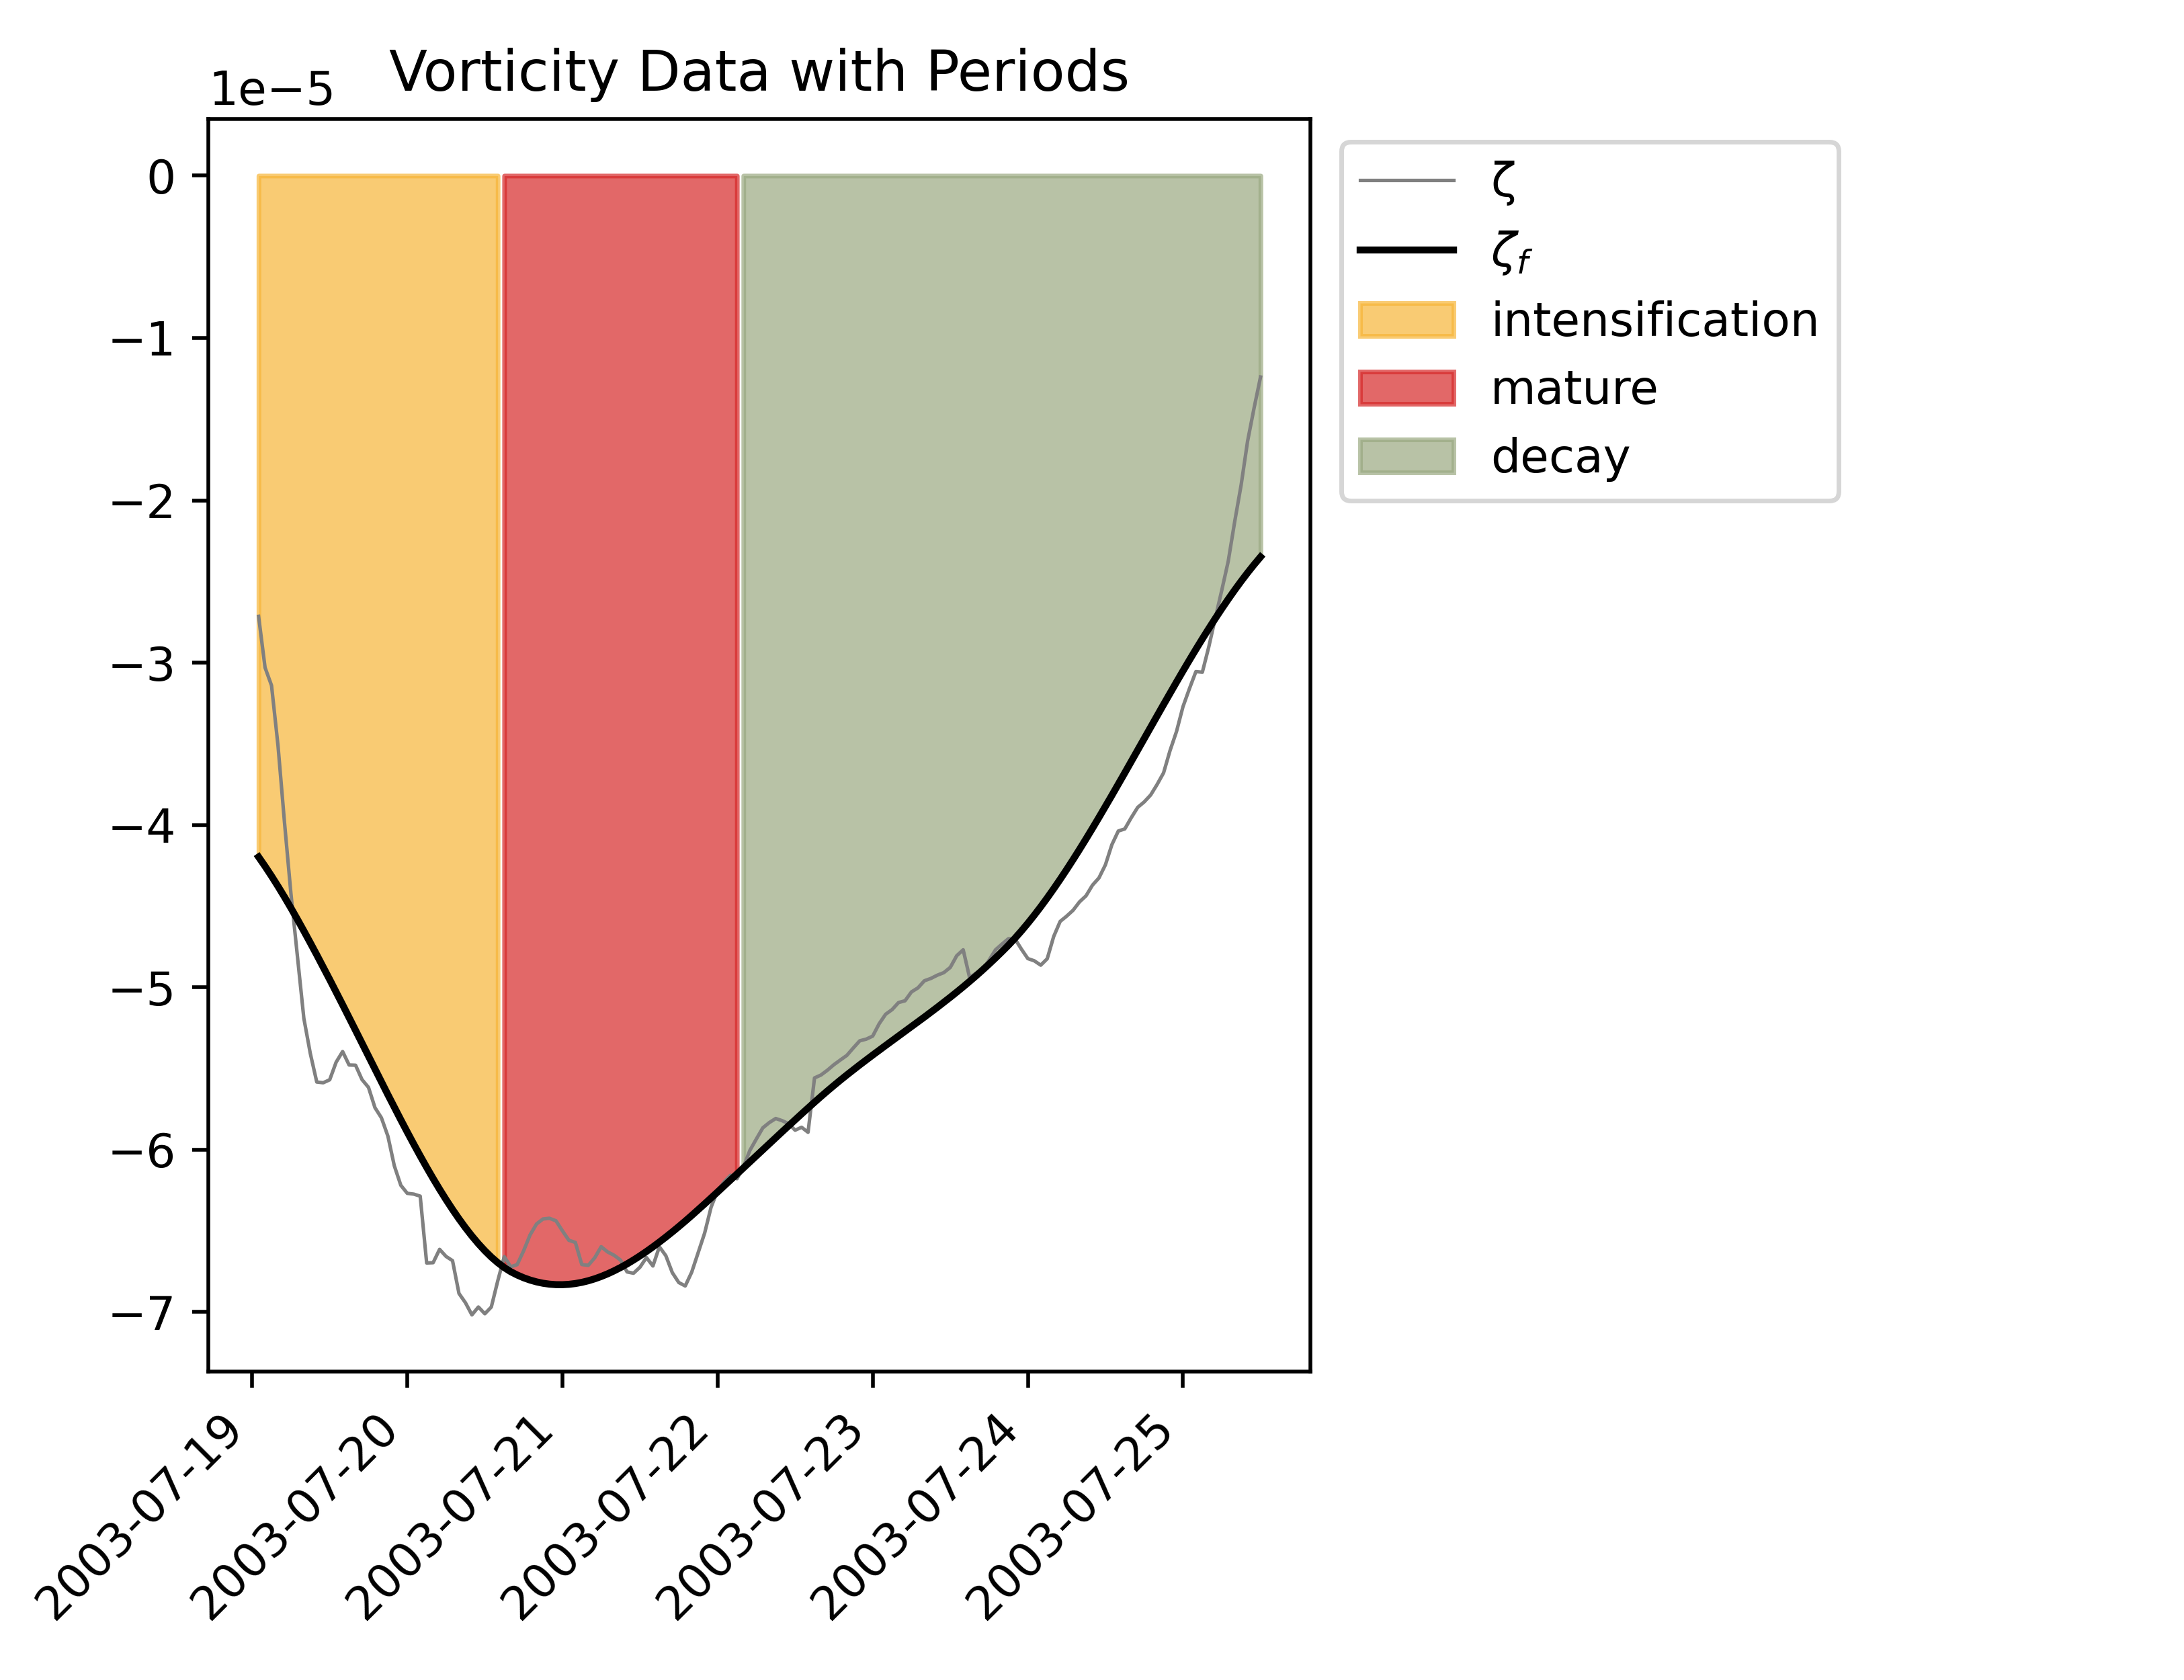 Vorticity Data with Periods
1e−5
0
−1
−2
−3
−4
−5
−6
−7
2003-07-19
2003-07-20
2003-07-21
2003-07-22
2003-07-23
2003-07-24
2003-07-25
ζ
ζf
intensification
mature
decay